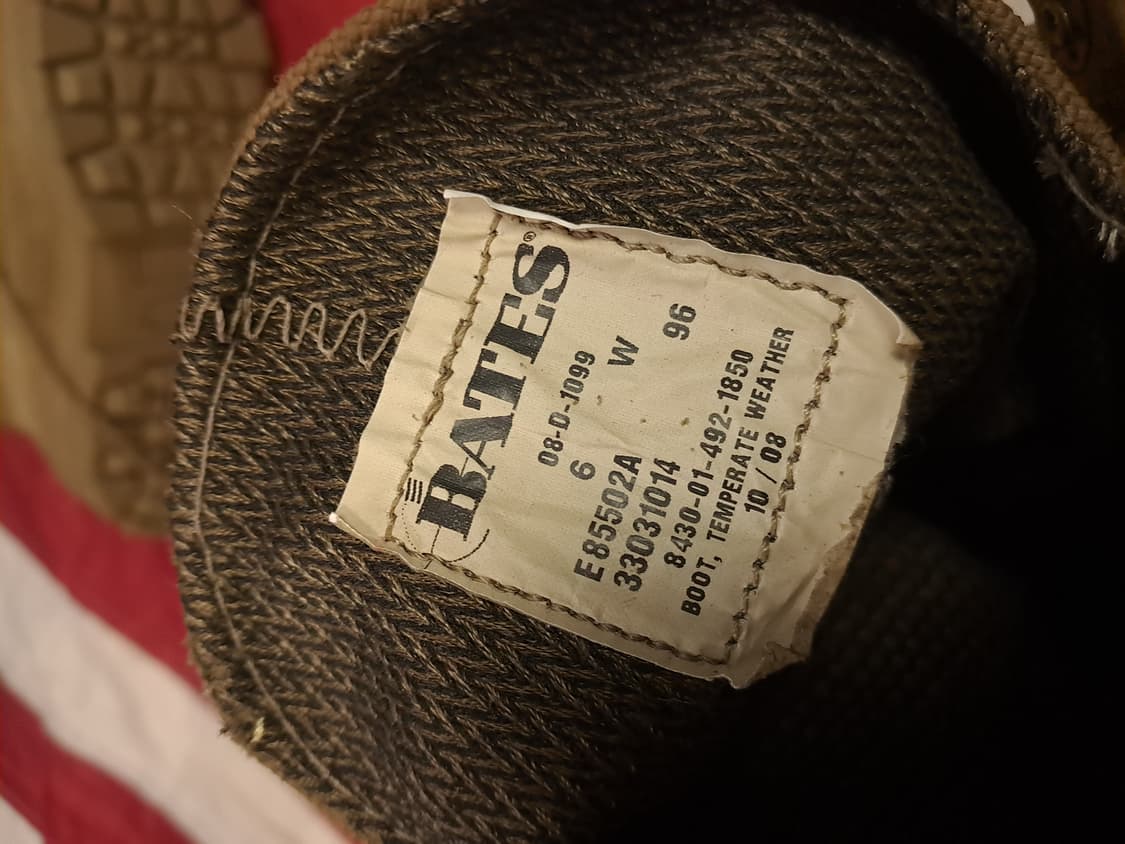 BATES®
08-D-1099
6 W 96
E85502A
33031014
8430-01-492-1850
BOOT, TEMPERATE WEATHER
10 / 08